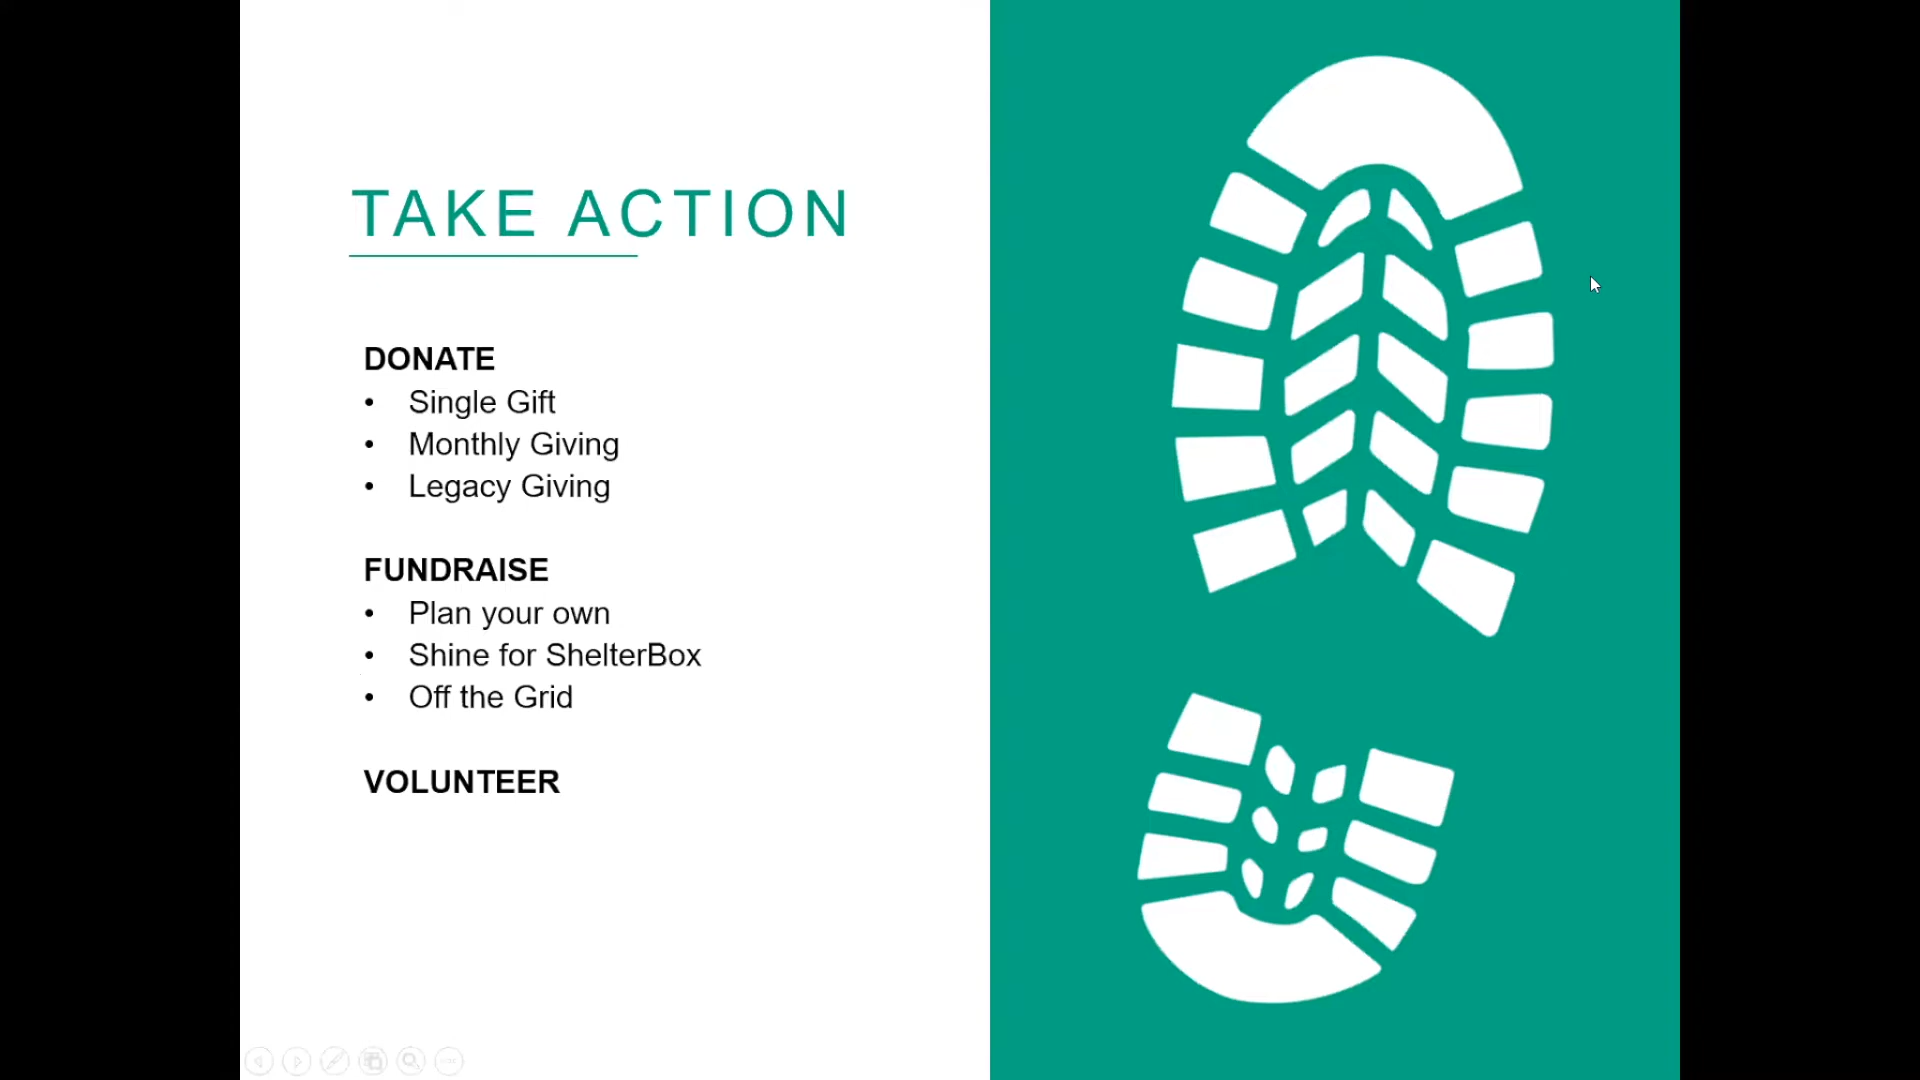 TAKE ACTION
DONATE
• Single Gift
• Monthly Giving
• Legacy Giving
FUNDRAISE
• Plan your own
• Shine for ShelterBox
• Off the Grid
VOLUNTEER